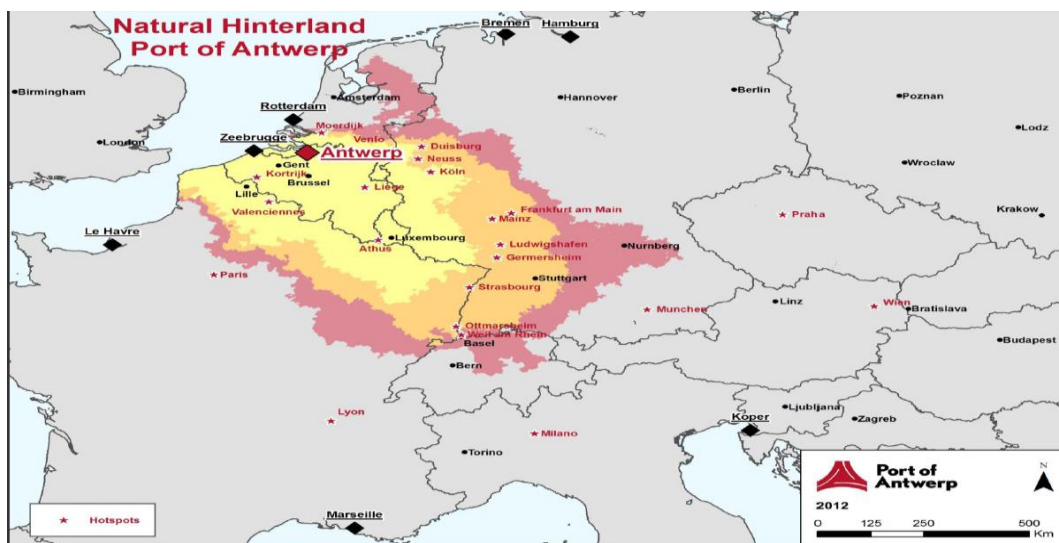 Natural Hinterland
Port of Antwerp
Bremen
Hamburg
Birmingham
Amsterdam
Hannover
Berlin
Poznan
Rotterdam
Moerdijk
Lodz
London
Zeebrugge
Venlo
Duisburg
Antwerp
Neuss
Wroclaw
Gent
Kortrijk
Brussel
Köln
Lille
Liège
Valenciennes
Frankfurt am Main
Mainz
Praha
Krakow
Le Havre
Luxembourg
Athus
Ludwigshafen
Nurnberg
Germersheim
Paris
Stuttgart
Strasbourg
Linz
Wien
Bratislava
Munchen
Ottmarsheim
Weil am Rhein
Basel
Budapest
Bern
Lyon
Ljubljana
Koper
Zagreb
Milano
Torino
Marseille
Hotspots
Port of
Antwerp
N
2012
0 125 250 500
Km